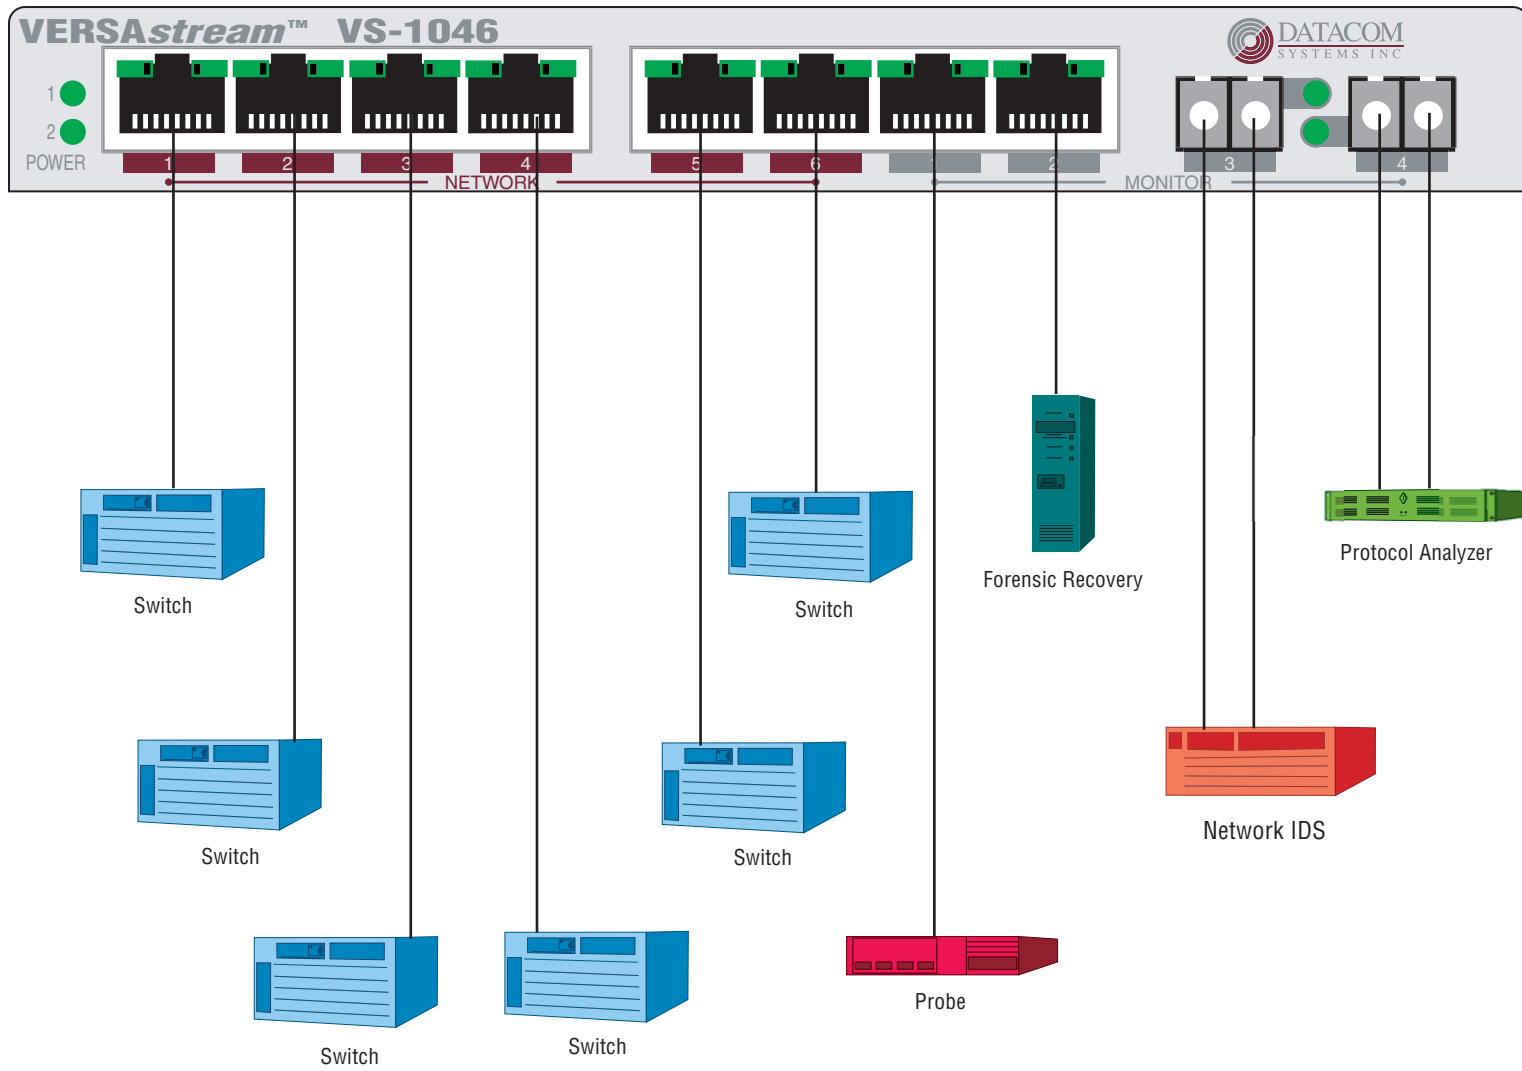 VERSAstream™ VS-1046
DATACOM
SYSTEMS INC
1
2
POWER
1 2 3 4 5 6 1 2 3 4
NETWORK
MONITOR
Switch
Switch
Forensic Recovery
Protocol Analyzer
Switch
Switch
Network IDS
Switch
Switch
Probe